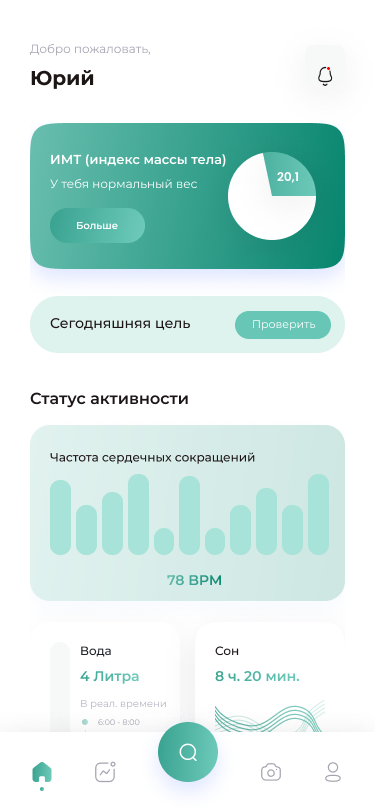 Добро пожаловать,
Юрий
ИМТ (индекс массы тела)
У тебя нормальный вес
20,1
Больше
Сегодняшняя цель
Проверить
Статус активности
Частота сердечных сокращений
78 BPM
Вода
4 Литра
В реал. времени
6:00 - 8:00
Сон
8 ч. 20 мин.